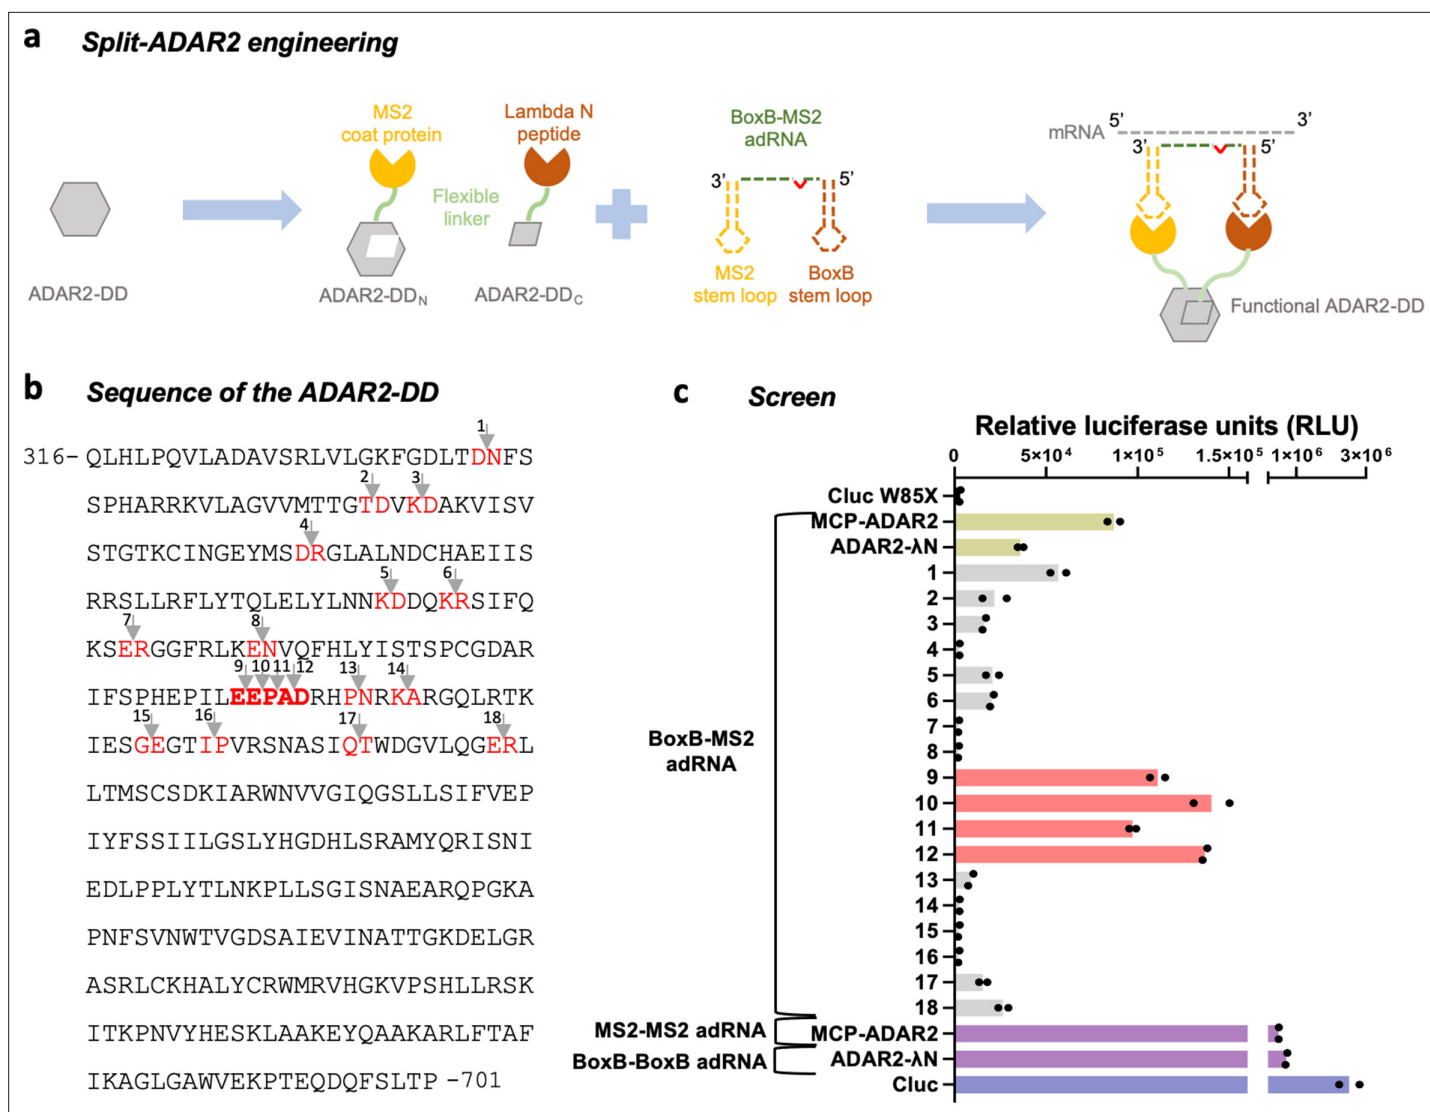 a Split-ADAR2 engineering
MS2
coat protein
Lambda N
peptide
Flexible
linker
ADAR2-DD
ADAR2-DDN
ADAR2-DDC
BoxB-MS2
adRNA
3'
5'
MS2
stem loop
BoxB
stem loop
5'
3'
mRNA
3'
5'
Functional ADAR2-DD
b Sequence of the ADAR2-DD
1
316- QLHLPQVLADAVSRLVLGKFGDLTDNFS
2 3
SPHARRKVLAGVVMTTGTDVKDAKVISV
4
STGTKCINGEYMSDRGLALNDCHAEIIS
5 6
RRSLLRFLYTQLELYLNNKDDQKRSIFQ
7 8
KSERGGFRLKENVQFHLYISTSPCGDAR
9 10 11 12 13 14
IFSPHEPILEEPADRHPNRKARGQLRTK
15 16 17 18
IESGEGTIPVRSNASIQTWDGVLQGERL
LTMSCSDKIARWNVVGIQGSLLSIFVEP
IYFSSIILGSLYHGDHLSRAMYQRISNI
EDLPPLYTLNKPLLSGISNAEARQPGKA
PNFSVNWTVGDSAIEVINATTGKDELGR
ASRLCKHALYCRWMRVHGKVPSHLLRSK
ITKPNVYHESKLAAKEYQAAKARLFTAF
IKAGLGAWVEKPTEQDQFSLTP -701
c Screen
Relative luciferase units (RLU)
0 5×10⁴ 1×10⁵ 1.5×10⁵ 1×10⁶ 3×10⁶
Cluc W85X
MCP-ADAR2
ADAR2-λN
1
2
3
4
5
6
7
8
9
10
11
12
13
14
15
16
17
18
BoxB-MS2
adRNA
MS2-MS2 adRNA
MCP-ADAR2
BoxB-BoxB adRNA
ADAR2-λN
Cluc